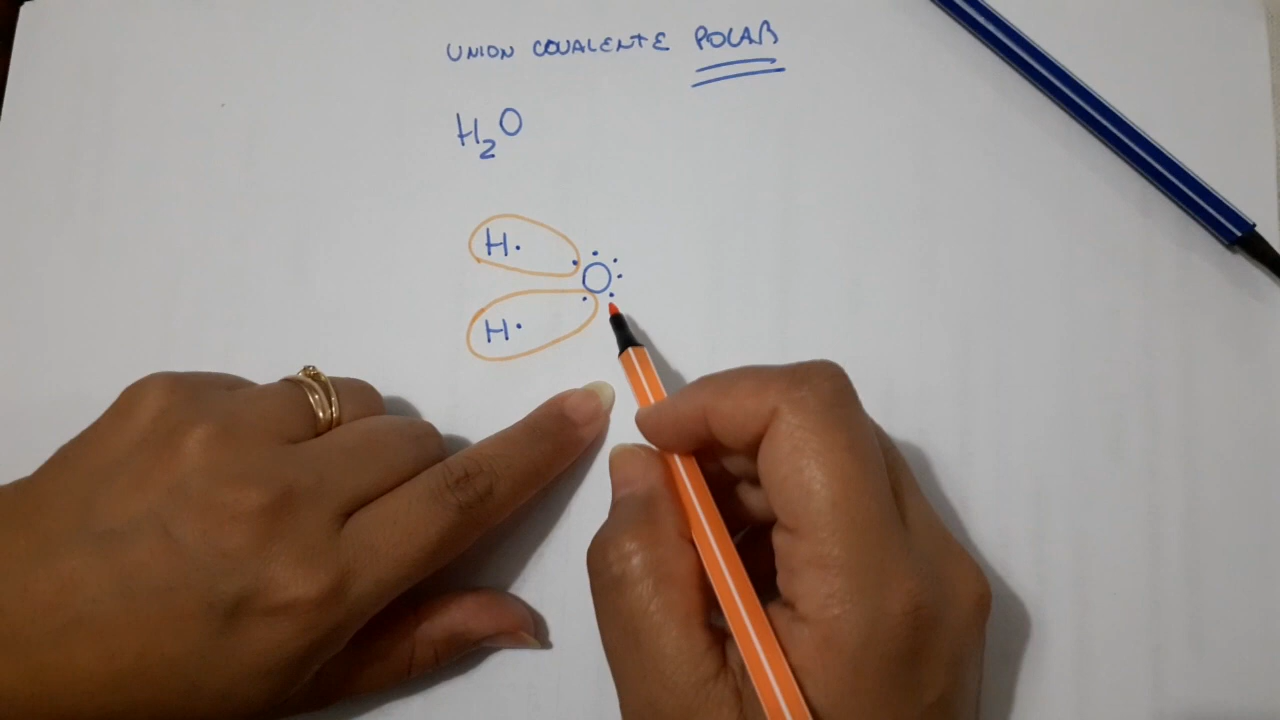 UNION COVALENTE POLAR
H₂O
H· O
H·